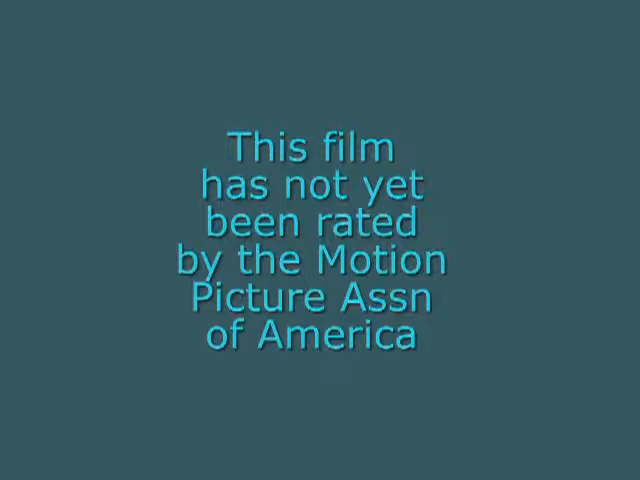 This film
has not yet
been rated
by the Motion
Picture Assn
of America